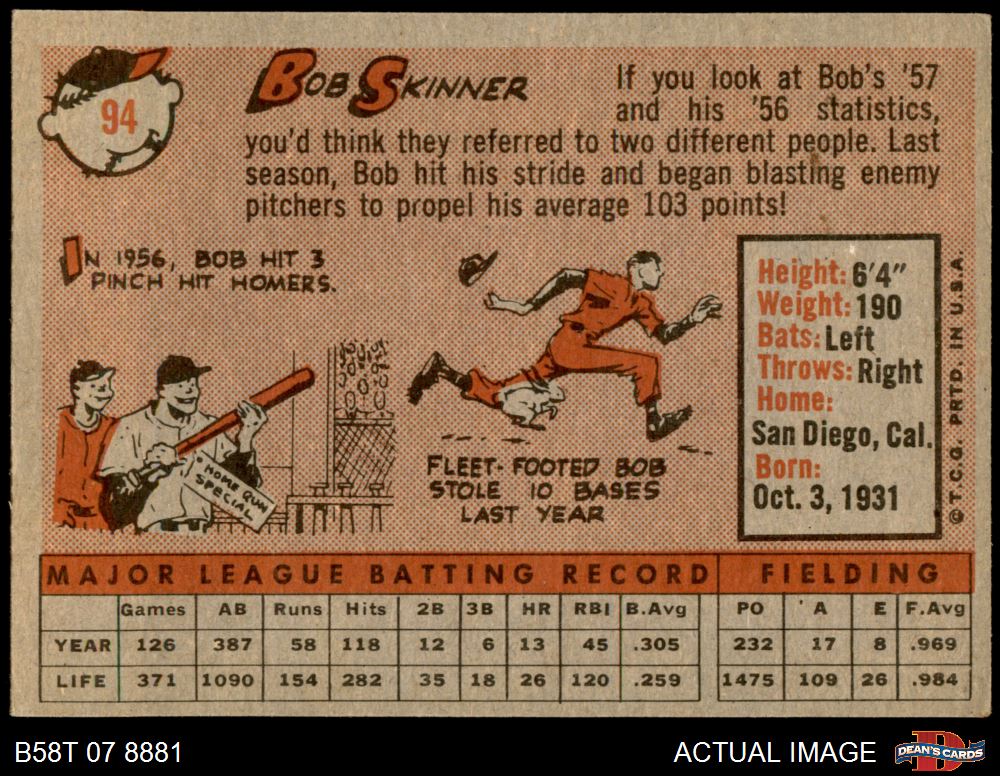 94
BOB SKINNER
If you look at Bob's '57
and his '56 statistics,
you'd think they referred to two different people. Last
season, Bob hit his stride and began blasting enemy
pitchers to propel his average 103 points!
IN 1956, BOB HIT 3
PINCH HIT HOMERS.
"HOME RUN
SPECIAL"
FLEET-FOOTED BOB
STOLE 10 BASES
LAST YEAR
Height: 6'4"
Weight: 190
Bats: Left
Throws: Right
Home:
San Diego, Cal.
Born:
Oct. 3, 1931
© T.C.G. PRTD. IN U.S.A.
MAJOR LEAGUE BATTING RECORD FIELDING
Games AB Runs Hits 2B 3B HR RBI B.Avg PO A E F.Avg
YEAR 126 387 58 118 12 6 13 45 .305 232 17 8 .969
LIFE 371 1090 154 282 35 18 26 120 .259 1475 109 26 .984
B58T 07 8881
ACTUAL IMAGE
DEAN'S CARDS